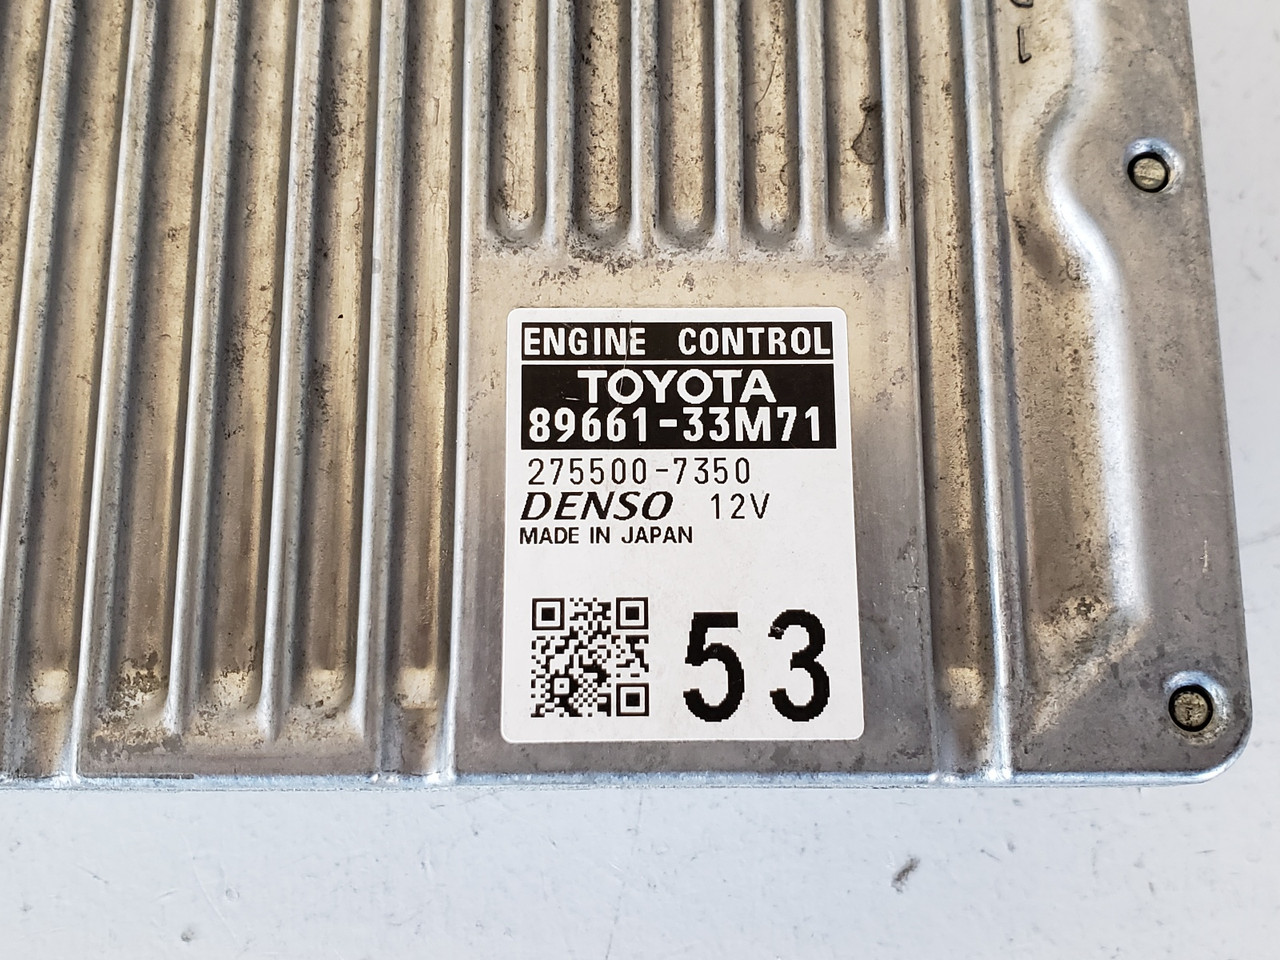 ENGINE CONTROL
TOYOTA
89661-33M71
275500-7350
DENSO 12V
MADE IN JAPAN
53